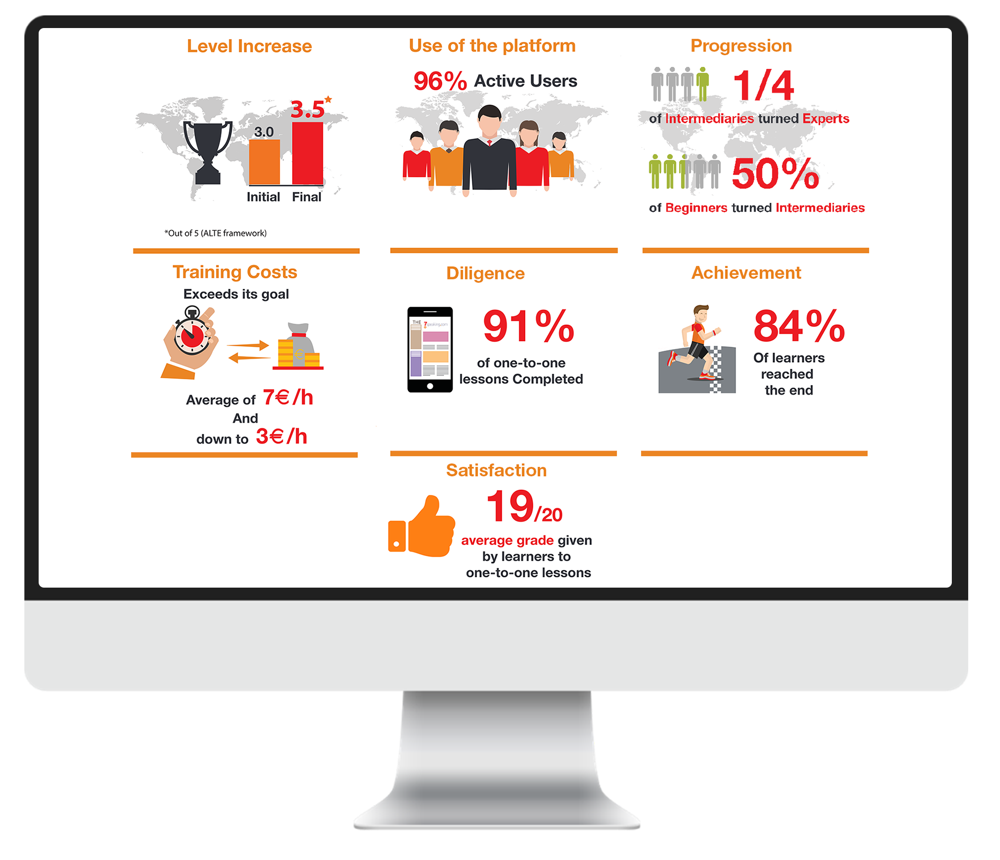 Level Increase
3.0
3.5*
Initial Final
*Out of 5 (ALTE framework)
Use of the platform
96% Active Users
Progression
1/4
of Intermediaries turned Experts
50%
of Beginners turned Intermediaries
Training Costs
Exceeds its goal
€
Average of 7€/h
And
down to 3€/h
Diligence
THE 7speaking.com
91%
of one-to-one
lessons Completed
Achievement
84%
Of learners
reached
the end
Satisfaction
19/20
average grade given
by learners to
one-to-one lessons